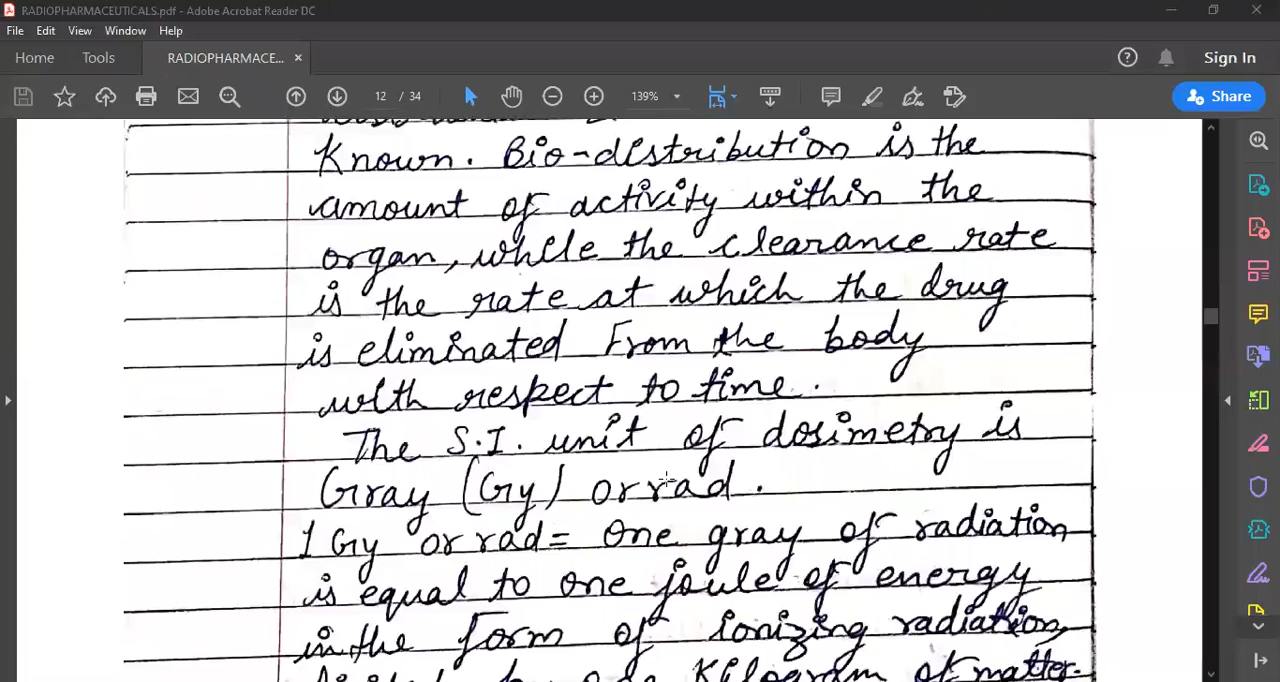 RADIOPHARMACEUTICALS.pdf - Adobe Acrobat Reader DC
File Edit View Window Help
Home Tools RADIOPHARMACE... × Sign In
12 / 34 139% Share
Known. Bio-distribution is the
amount of activity within the
organ, while the clearance rate
is the rate at which the drug
is eliminated From the body
with respect to time.
The S.I. unit of dosimetry is
Gray (Gy) or rad.
1 Gy or rad = One gray of radiation
is equal to one joule of energy
in the form of ionizing radiation,
Kilogram of matter.